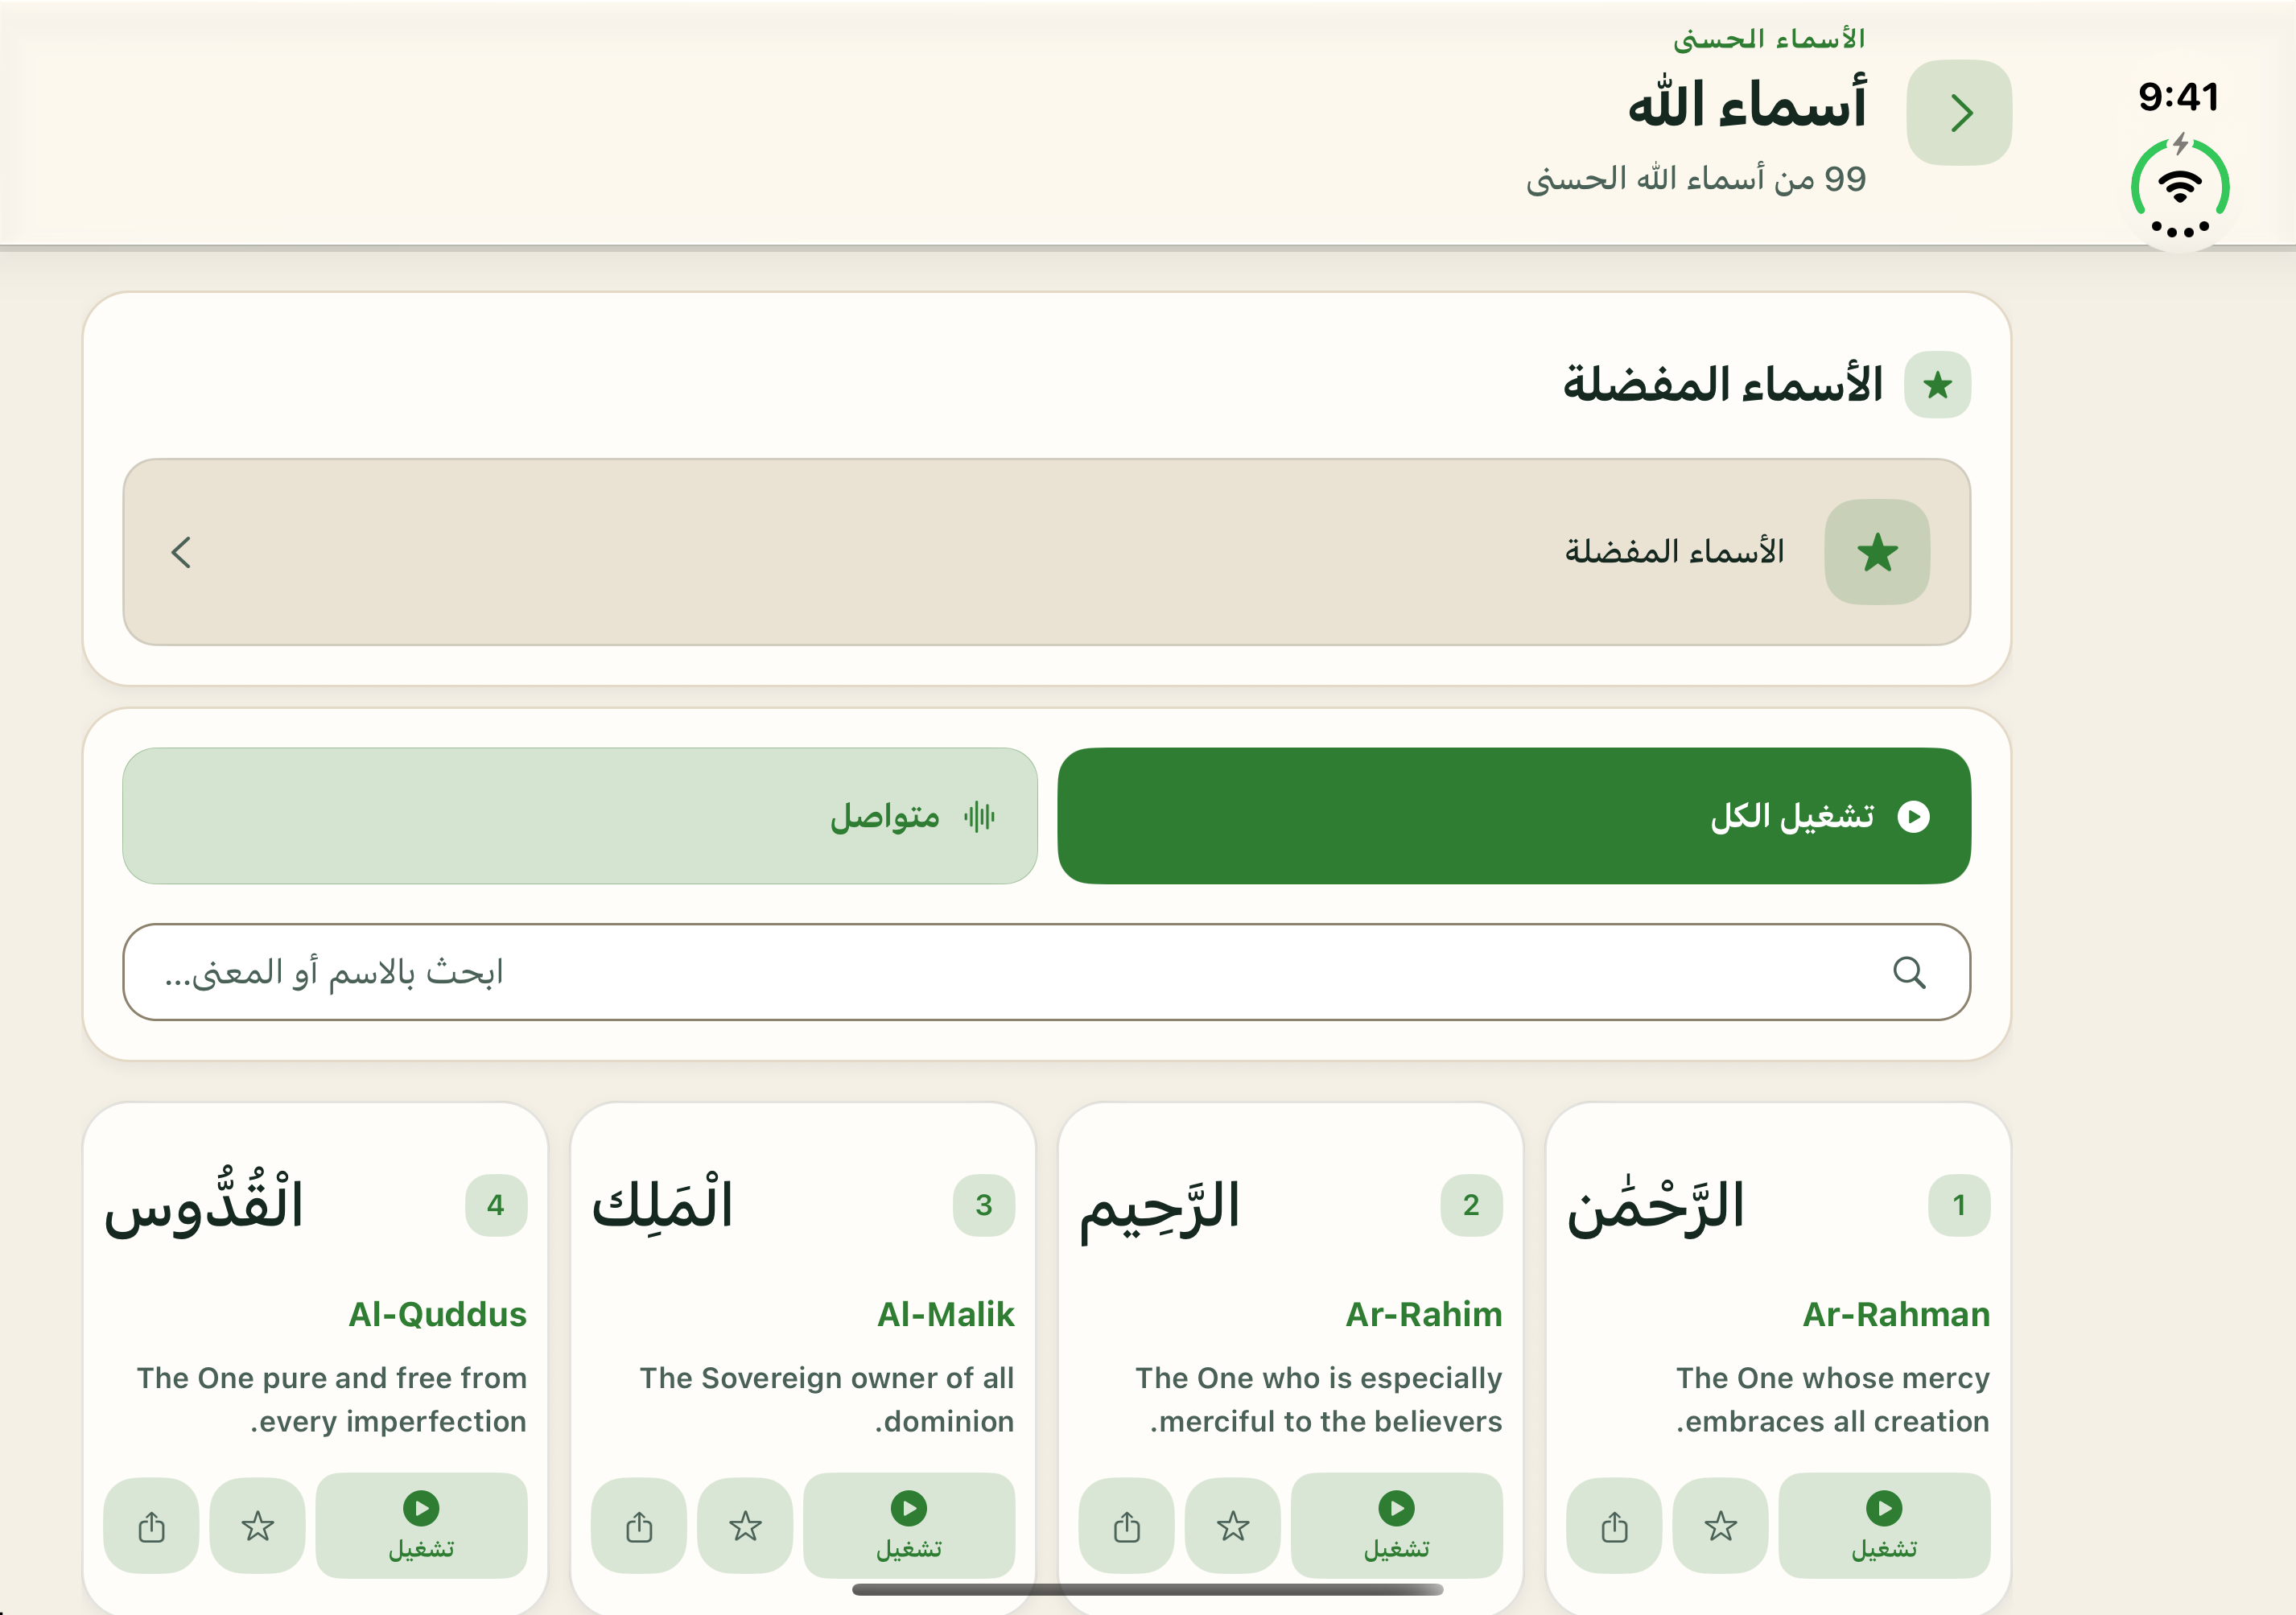 9:41
الأسماء الحسنى
أسماء الله
99 من أسماء الله الحسنى
الأسماء المفضلة
الأسماء المفضلة
تشغيل الكل
متواصل
ابحث بالاسم أو المعنى...
1
الرَّحْمَٰن
Ar-Rahman
The One whose mercy
embraces all creation.
تشغيل
2
الرَّحِيم
Ar-Rahim
The One who is especially
merciful to the believers.
تشغيل
3
الْمَلِك
Al-Malik
The Sovereign owner of all
dominion.
تشغيل
4
الْقُدُّوس
Al-Quddus
The One pure and free from
every imperfection.
تشغيل